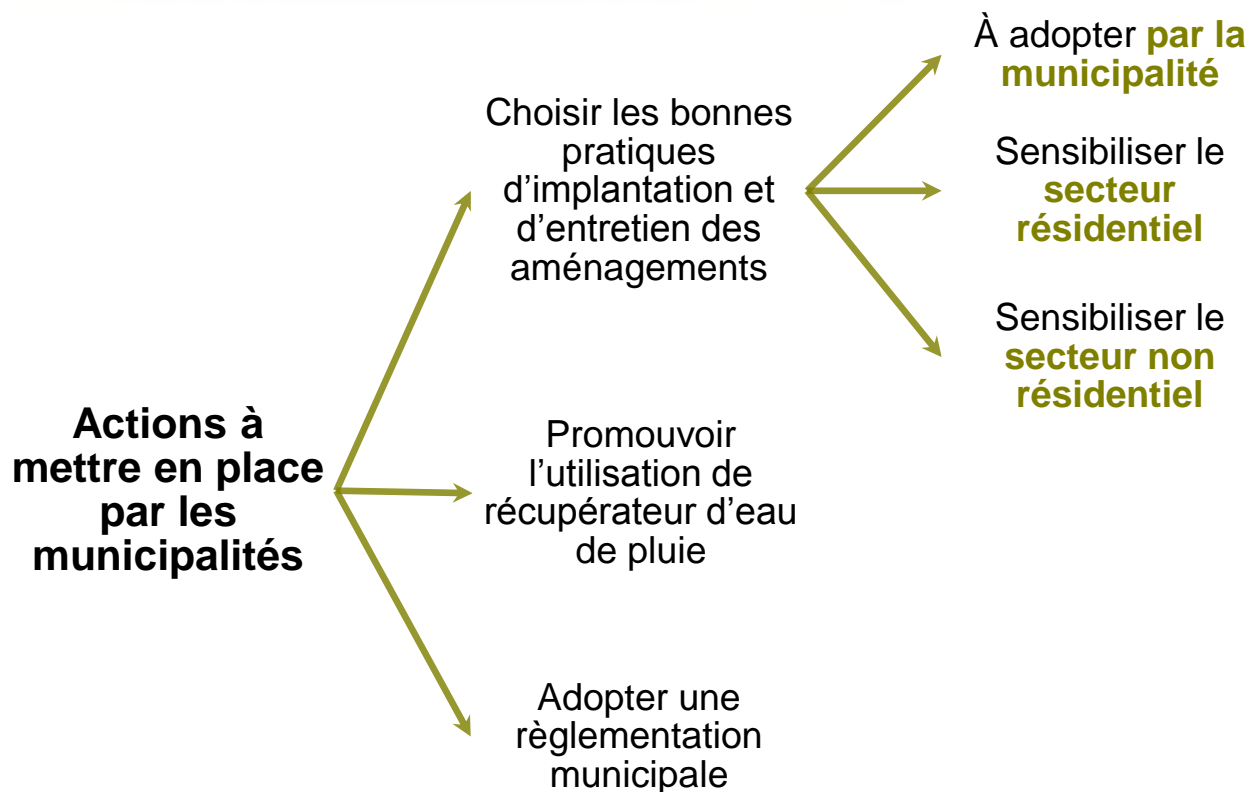 Actions à
mettre en place
par les
municipalités
Choisir les bonnes
pratiques
d’implantation et
d’entretien des
aménagements
À adopter par la
municipalité
Sensibiliser le
secteur
résidentiel
Sensibiliser le
secteur non
résidentiel
Promouvoir
l’utilisation de
récupérateur d’eau
de pluie
Adopter une
règlementation
municipale